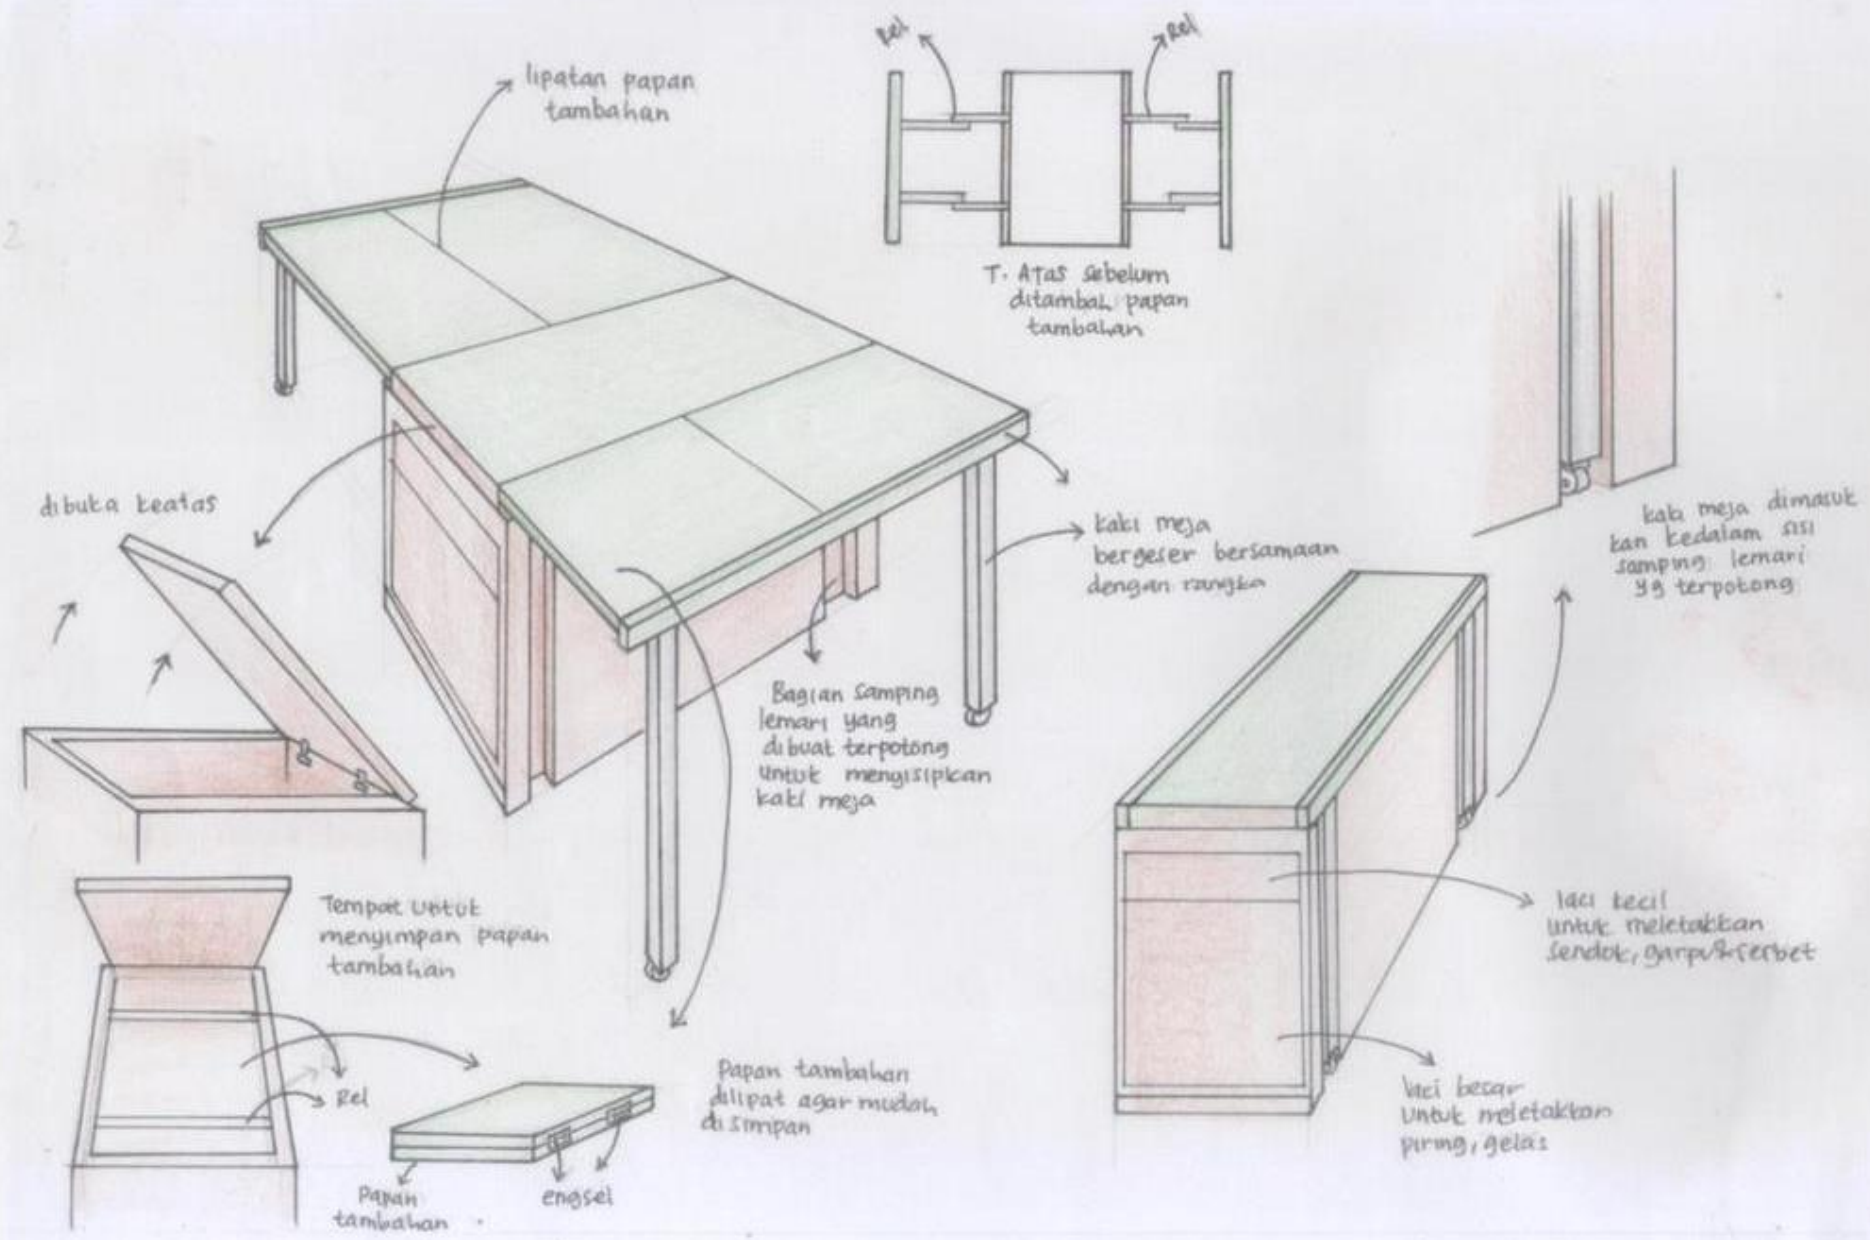 Rel
Rel
lipatan papan
tambahan
T. Atas sebelum
ditambah papan
tambahan
2
dibuka keatas
kaki meja
bergeser bersamaan
dengan rangka
kaki meja dimasuk
kan kedalam sisi
samping lemari
yg terpotong
Bagian samping
lemari yang
dibuat terpotong
untuk mengisipkan
kaki meja
Tempat untuk
menyimpan papan
tambahan
Rel
laci kecil
untuk meletakkan
sendok, garpu & serbet
Papan tambahan
dilipat agar mudah
disimpan
laci besar
untuk meletakkan
piring, gelas
Papan
tambahan
engsel